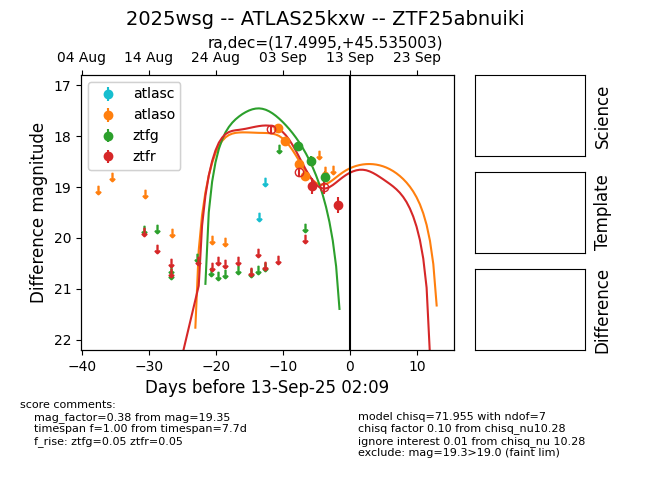 2025wsg -- ATLAS25kxw -- ZTF25abnuiki
ra,dec=(17.4995,+45.535003)
04 Aug 14 Aug 24 Aug 03 Sep 13 Sep 23 Sep
17
18
19
20
21
22
Difference magnitude
atlasc
atlaso
ztfg
ztfr
Science
Template
Difference
−40 −30 −20 −10 0 10
Days before 13-Sep-25 02:09
score comments:
mag_factor=0.38 from mag=19.35
timespan f=1.00 from timespan=7.7d
f_rise: ztfg=0.05 ztfr=0.05
model chisq=71.955 with ndof=7
chisq factor 0.10 from chisq_nu10.28
ignore interest 0.01 from chisq_nu 10.28
exclude: mag=19.3>19.0 (faint lim)